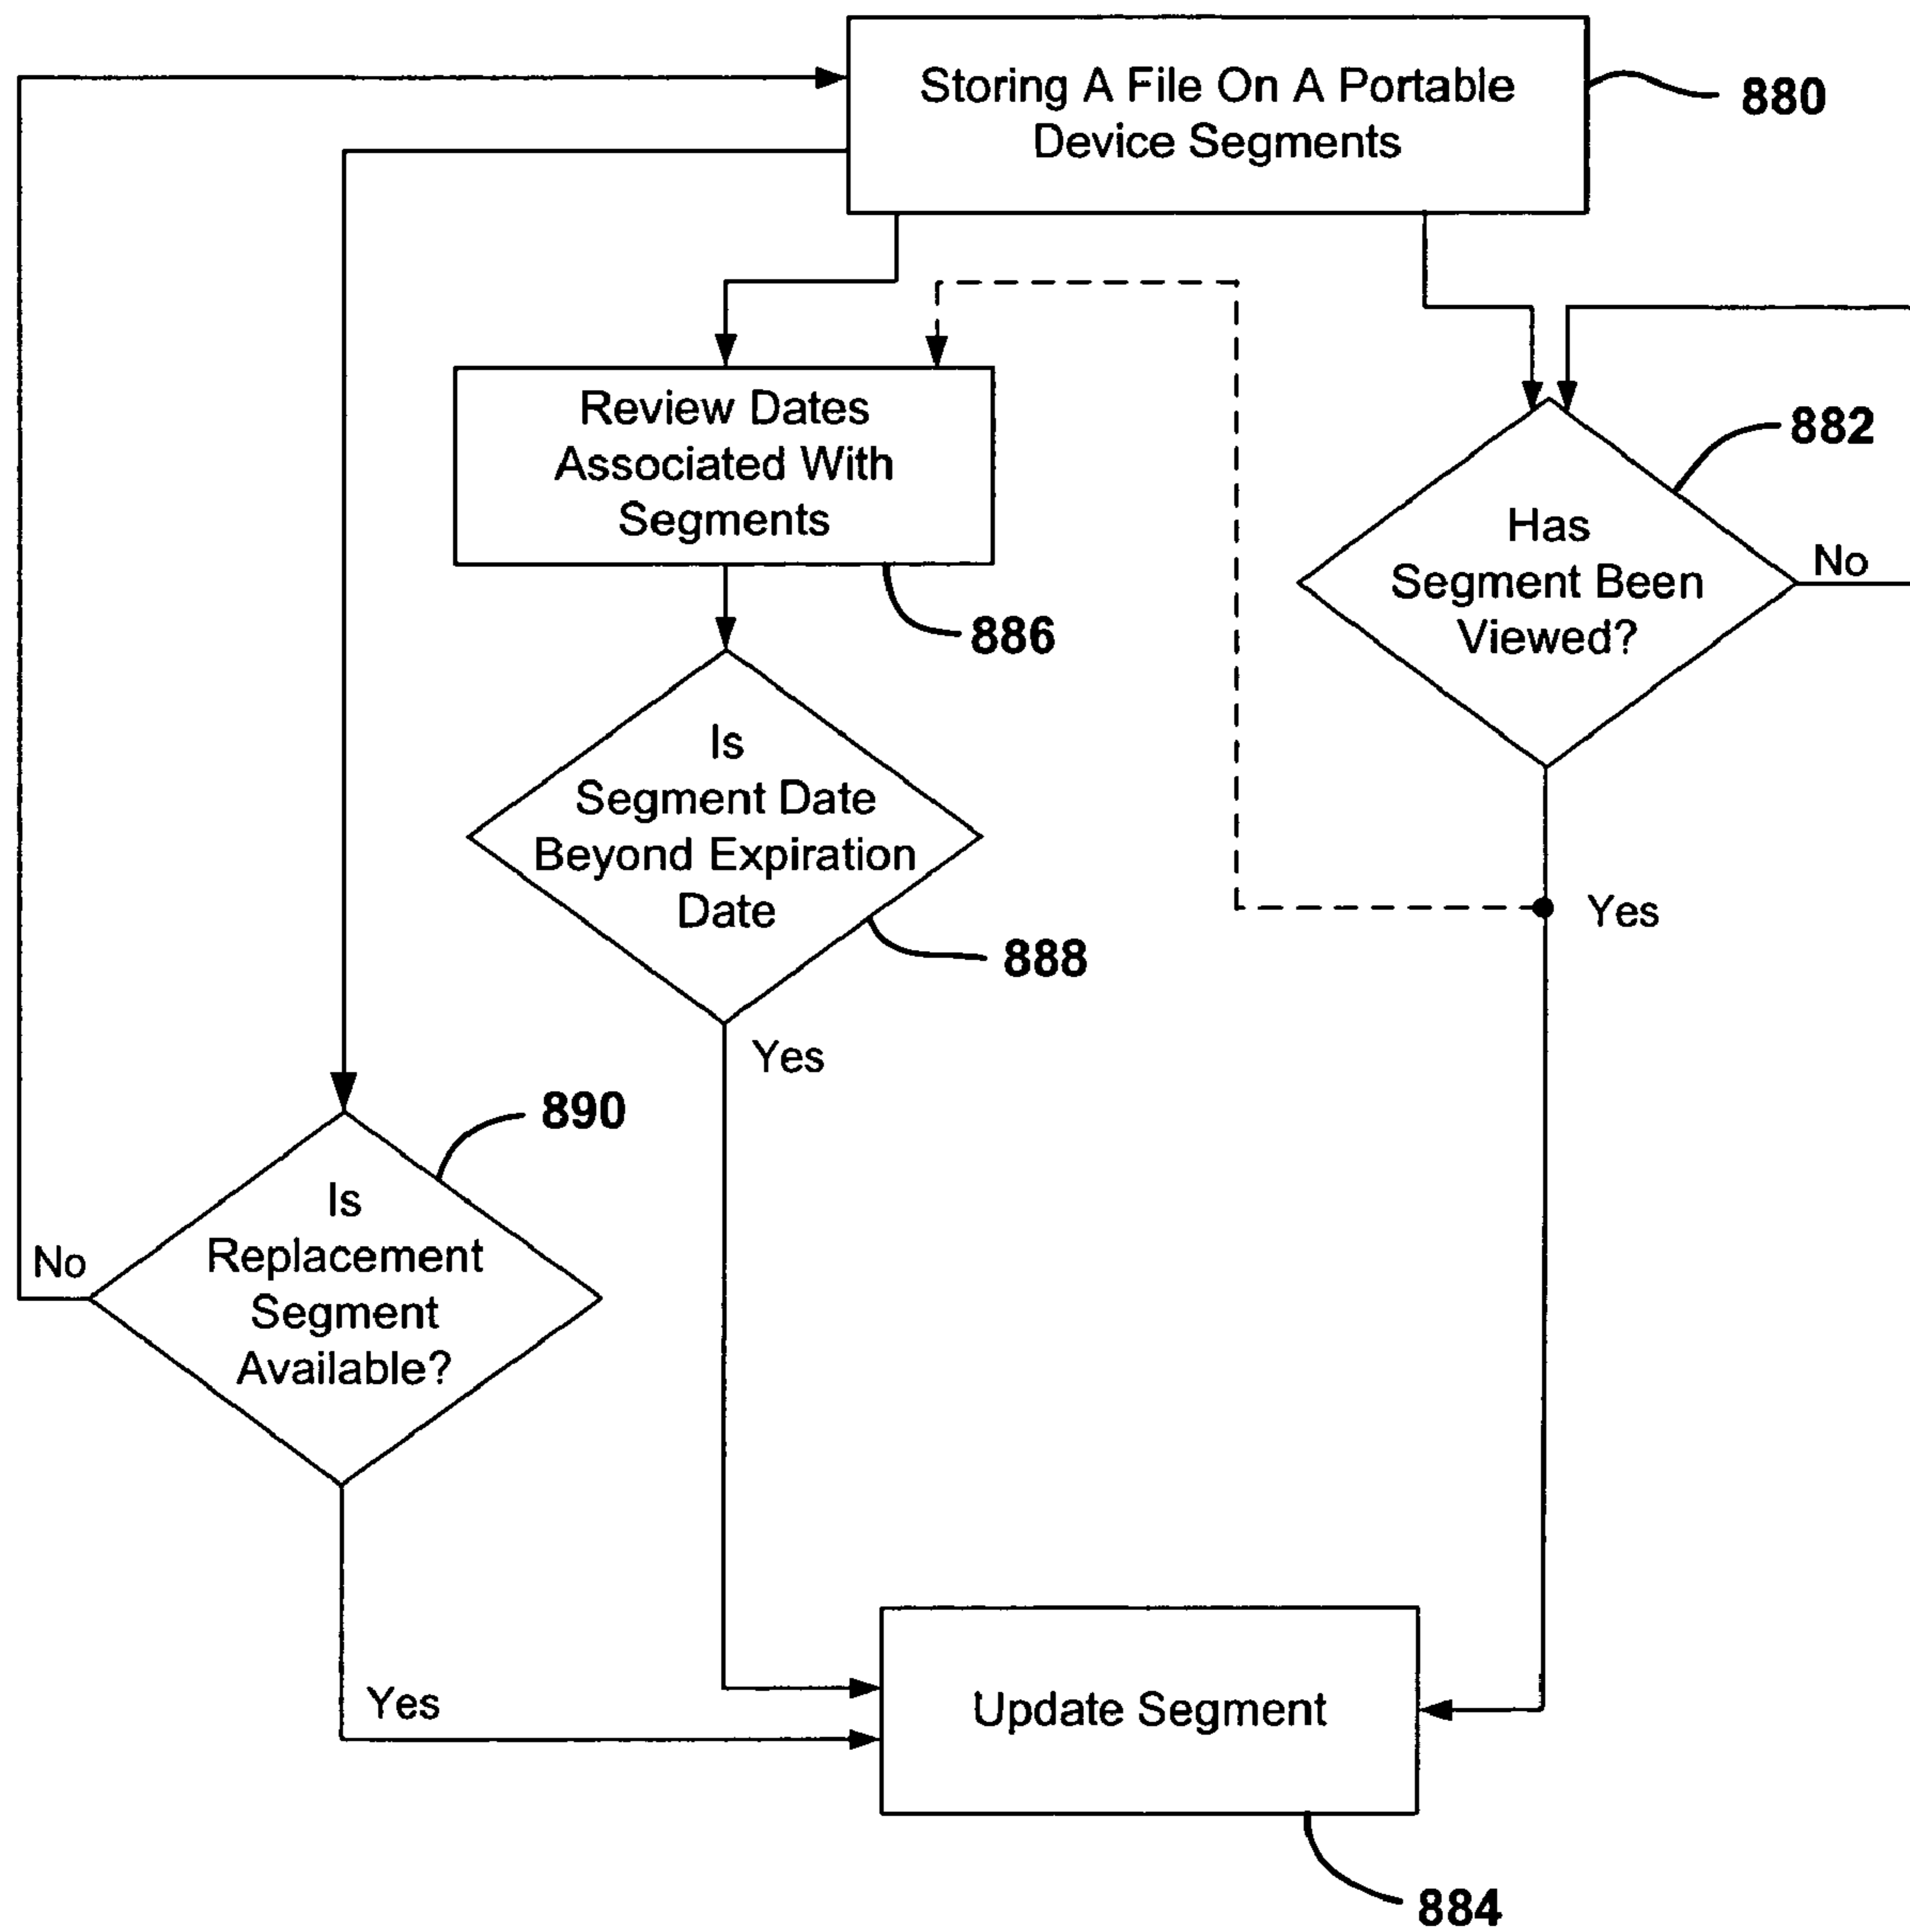 Storing A File On A Portable
Device Segments
880
Review Dates
Associated With
Segments
886
882
Has
Segment Been
Viewed?
No
Is
Segment Date
Beyond Expiration
Date
888
Yes
Yes
890
Is
Replacement
Segment
Available?
No
Yes
Update Segment
884